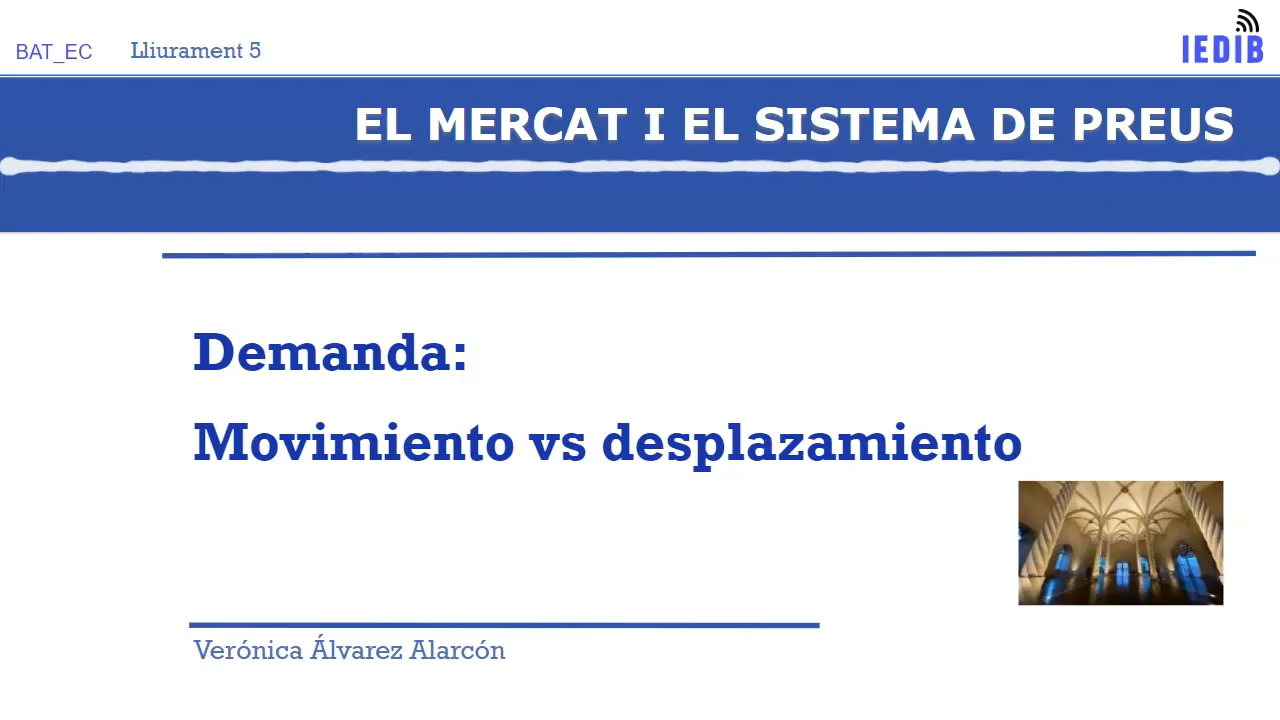 BAT_EC Lliurament 5
IEDIB
EL MERCAT I EL SISTEMA DE PREUS
Demanda:
Movimiento vs desplazamiento
Verónica Álvarez Alarcón